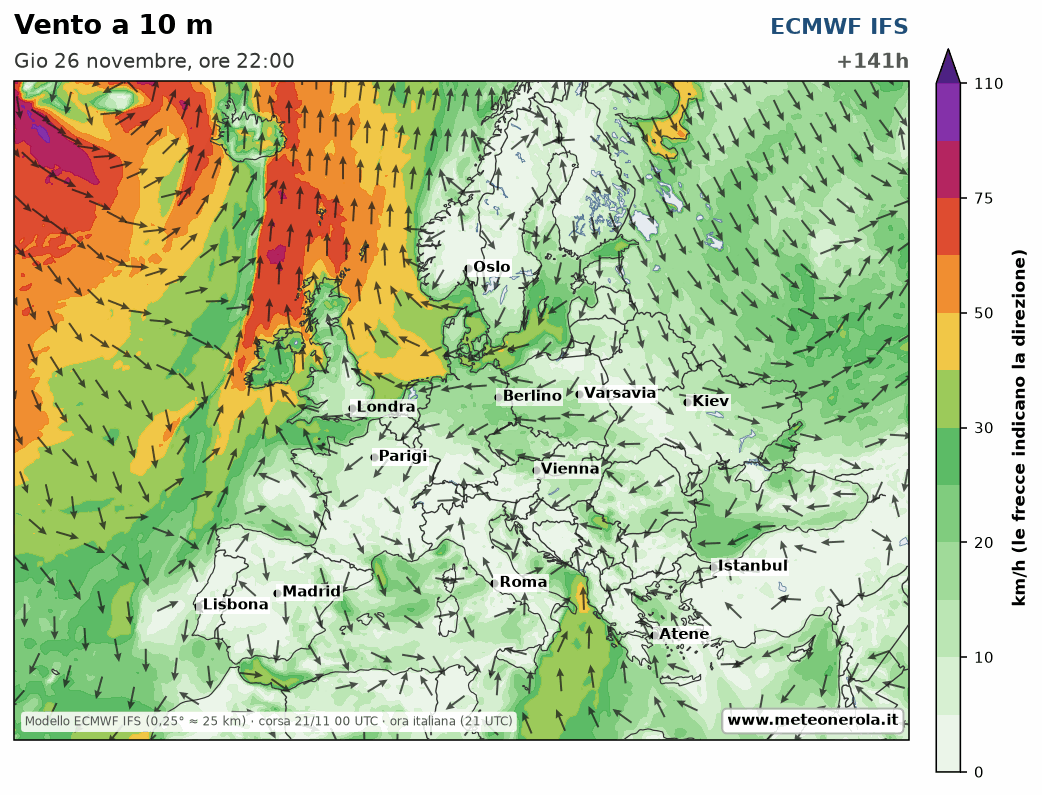 Vento a 10 m
ECMWF IFS
Gio 26 novembre, ore 22:00
+141h
110
75
50
30
20
10
0
km/h (le frecce indicano la direzione)
Oslo
Londra
Berlino
Varsavia
Kiev
Parigi
Vienna
Istanbul
Roma
Madrid
Lisbona
Atene
Modello ECMWF IFS (0,25° ≈ 25 km) · corsa 21/11 00 UTC · ora italiana (21 UTC)
www.meteonerola.it